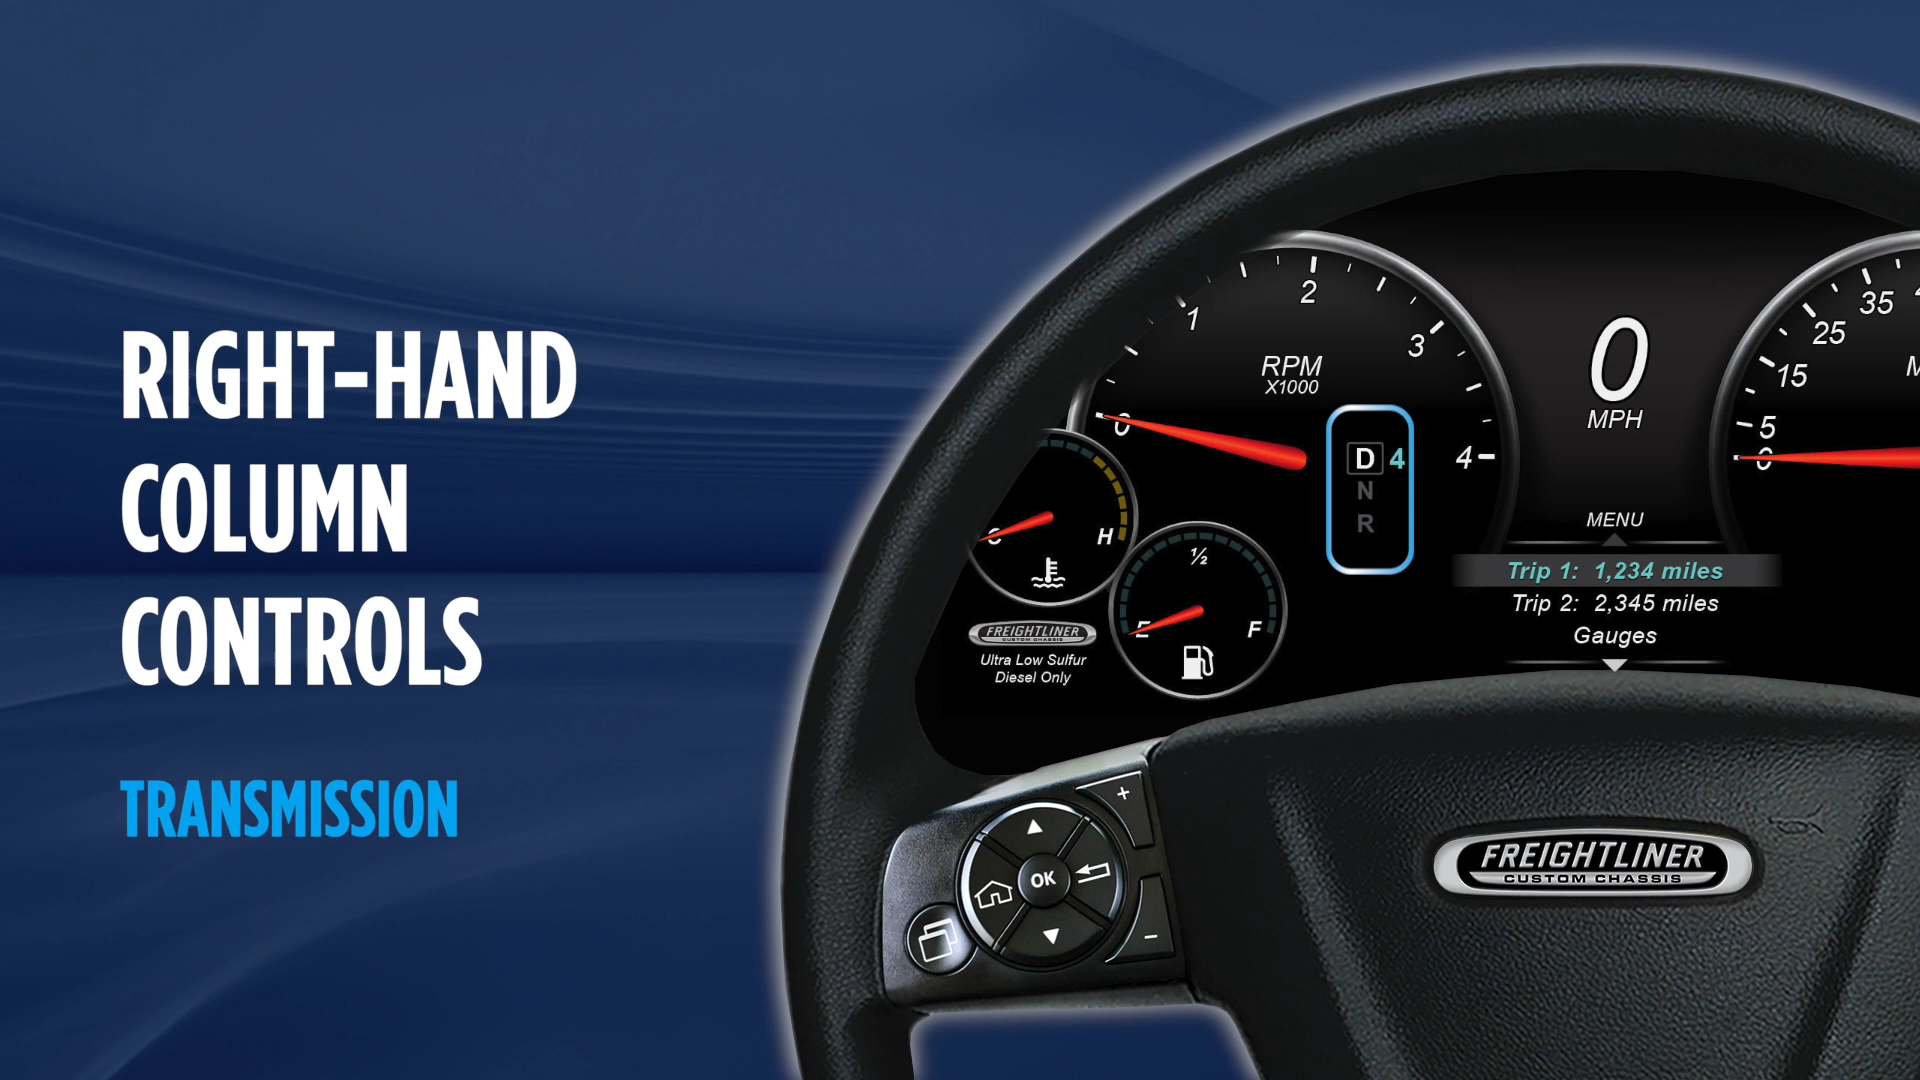 RIGHT-HAND
COLUMN
CONTROLS
TRANSMISSION
0
1
2
3
4
RPM
X1000
D 4
N
R
0
MPH
0
5
15
25
35
MENU
Trip 1: 1,234 miles
Trip 2: 2,345 miles
Gauges
C
H
E
½
F
FREIGHTLINER
CUSTOM CHASSIS
Ultra Low Sulfur
Diesel Only
+
OK
-
FREIGHTLINER
CUSTOM CHASSIS